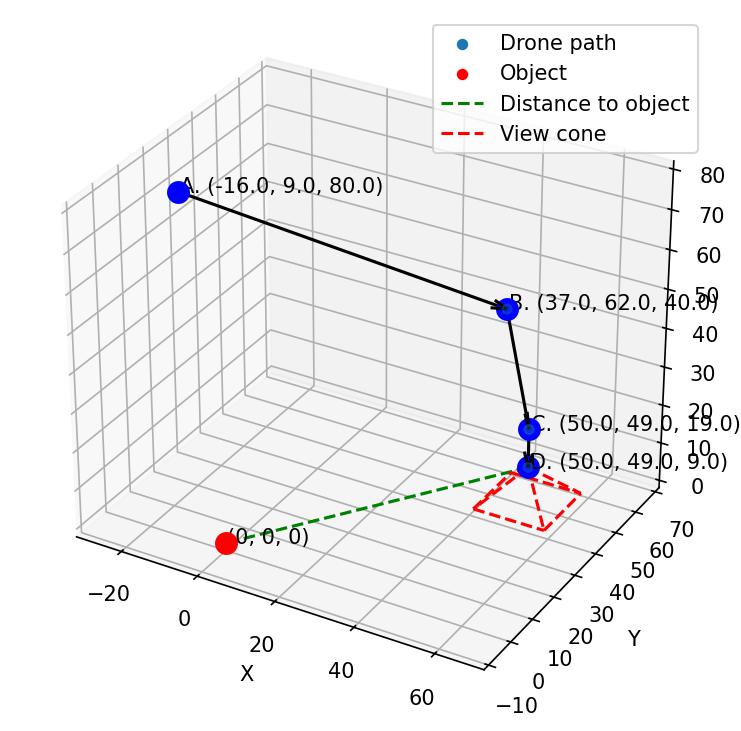 Drone path
Object
Distance to object
View cone
A. (-16.0, 9.0, 80.0)
B. (37.0, 62.0, 40.0)
C. (50.0, 49.0, 19.0)
D. (50.0, 49.0, 9.0)
(0, 0, 0)
80
70
60
50
40
30
20
10
0
−20
0
20
40
60
X
−10
0
10
20
30
40
50
60
70
Y